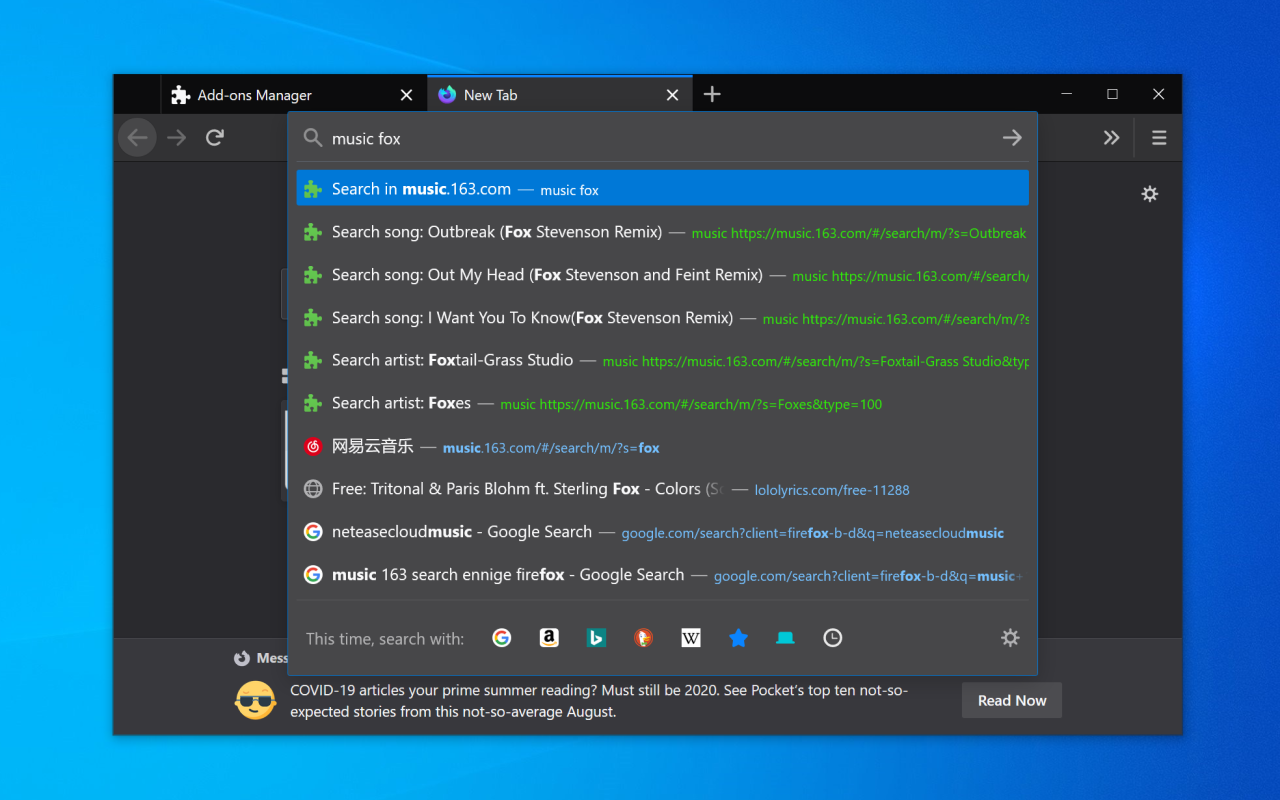 Add-ons Manager
New Tab
music fox
Search in music.163.com — music fox
Search song: Outbreak (Fox Stevenson Remix) — music https://music.163.com/#/search/m/?s=Outbreak
Search song: Out My Head (Fox Stevenson and Feint Remix) — music https://music.163.com/#/search/
Search song: I Want You To Know(Fox Stevenson Remix) — music https://music.163.com/#/search/m/?s
Search artist: Foxtail-Grass Studio — music https://music.163.com/#/search/m/?s=Foxtail-Grass Studio&typ
Search artist: Foxes — music https://music.163.com/#/search/m/?s=Foxes&type=100
网易云音乐 — music.163.com/#/search/m/?s=fox
Free: Tritonal & Paris Blohm ft. Sterling Fox - Colors (Sc — lololyrics.com/free-11288
neteasecloudmusic - Google Search — google.com/search?client=firefox-b-d&q=neteasecloudmusic
music 163 search ennige firefox - Google Search — google.com/search?client=firefox-b-d&q=music+
This time, search with:
Mess
COVID-19 articles your prime summer reading? Must still be 2020. See Pocket's top ten not-so-
expected stories from this not-so-average August.
Read Now